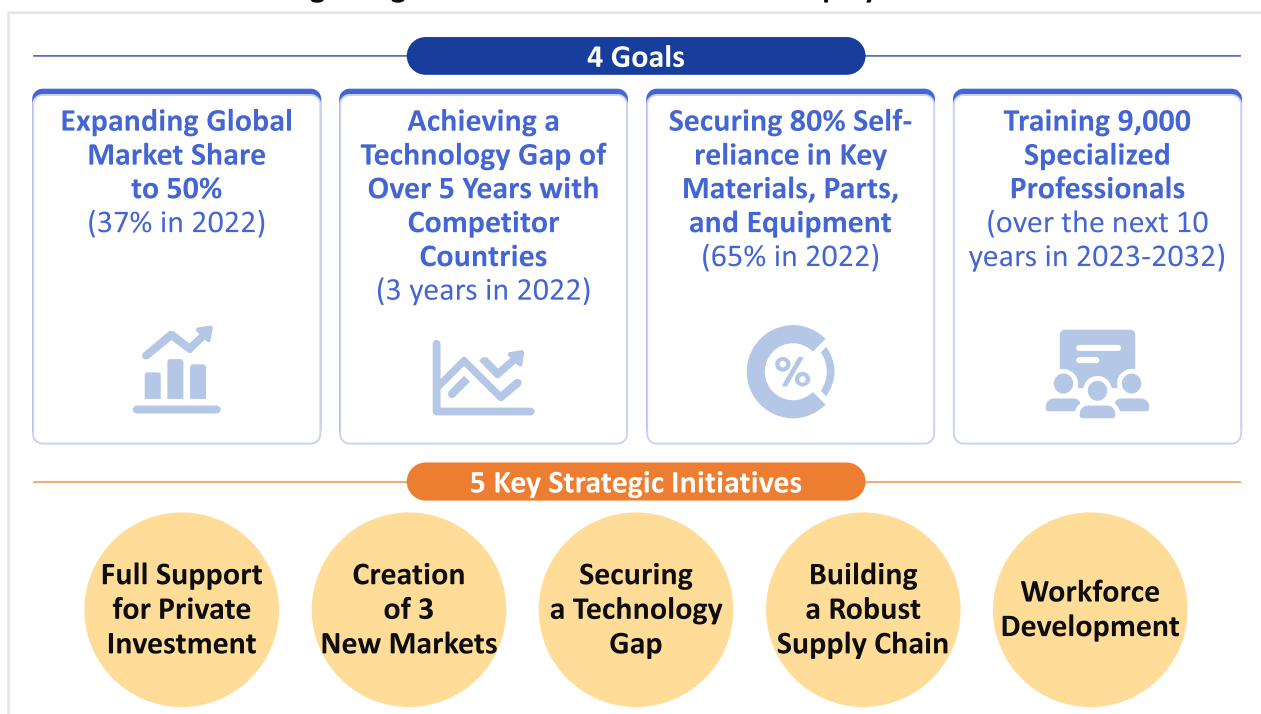 4 Goals
Expanding Global
Market Share
to 50%
(37% in 2022)
Achieving a
Technology Gap of
Over 5 Years with
Competitor
Countries
(3 years in 2022)
Securing 80% Self-
reliance in Key
Materials, Parts,
and Equipment
(65% in 2022)
Training 9,000
Specialized
Professionals
(over the next 10
years in 2023-2032)
%
5 Key Strategic Initiatives
Full Support
for Private
Investment
Creation
of 3
New Markets
Securing
a Technology
Gap
Building
a Robust
Supply Chain
Workforce
Development